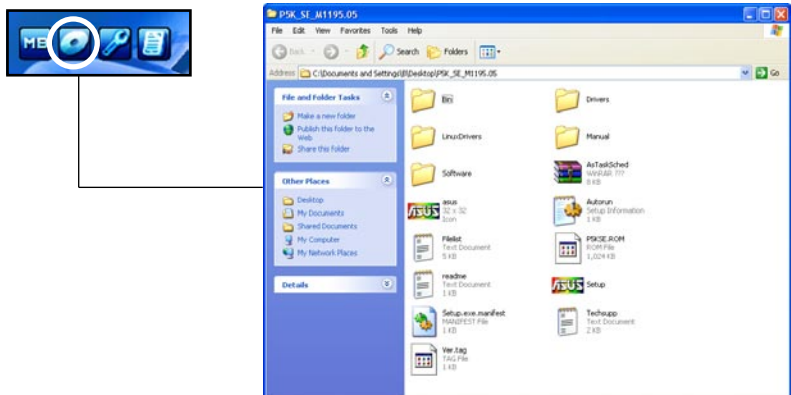 MB
P5K_SE_M1195.05
File Edit View Favorites Tools Help
Back Search Folders
Address C:\Documents and Settings\B\Desktop\P5K_SE_M1195.05 Go
File and Folder Tasks
Make a new folder
Publish this folder to the
Web
Share this folder
Other Places
Desktop
My Documents
Shared Documents
My Computer
My Network Places
Details
Bin
Drivers
LinuxDrivers
Manual
Software
AsTaskSched
WinRAR ???
8 KB
asus
32 x 32
Icon
Autorun
Setup Information
1 KB
Filelist
Text Document
5 KB
P5KSE.ROM
ROM File
1,024 KB
readme
Text Document
1 KB
Setup
Setup.exe.manifest
MANIFEST File
1 KB
Techsupp
Text Document
2 KB
Ver.tag
TAG File
1 KB